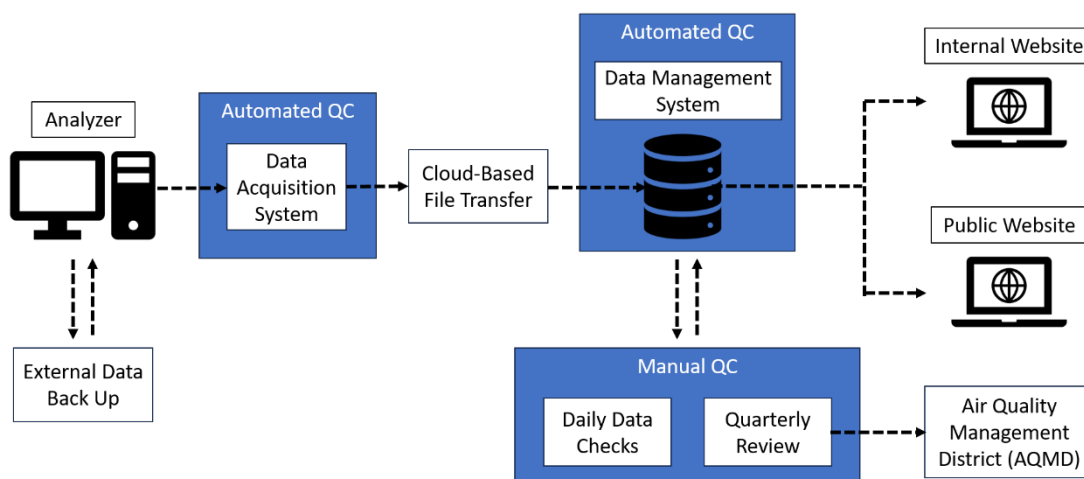 Analyzer
External Data
Back Up
Automated QC
Data
Acquisition
System
Cloud-Based
File Transfer
Automated QC
Data Management
System
Internal Website
Public Website
Manual QC
Daily Data
Checks
Quarterly
Review
Air Quality
Management
District (AQMD)